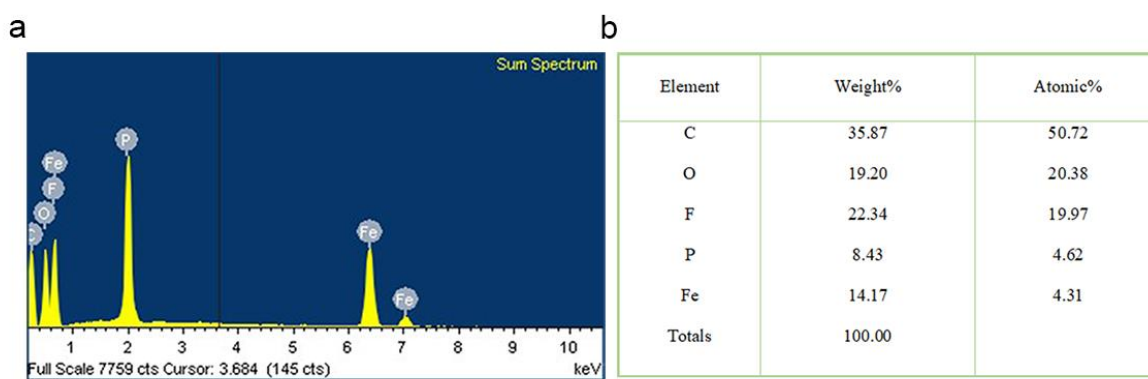 a
Sum Spectrum
P
Fe
F
O
C
Fe
Fe
1 2 3 4 5 6 7 8 9 10
Full Scale 7759 cts Cursor: 3.684 (145 cts) keV
b
Element Weight% Atomic%
C 35.87 50.72
O 19.20 20.38
F 22.34 19.97
P 8.43 4.62
Fe 14.17 4.31
Totals 100.00